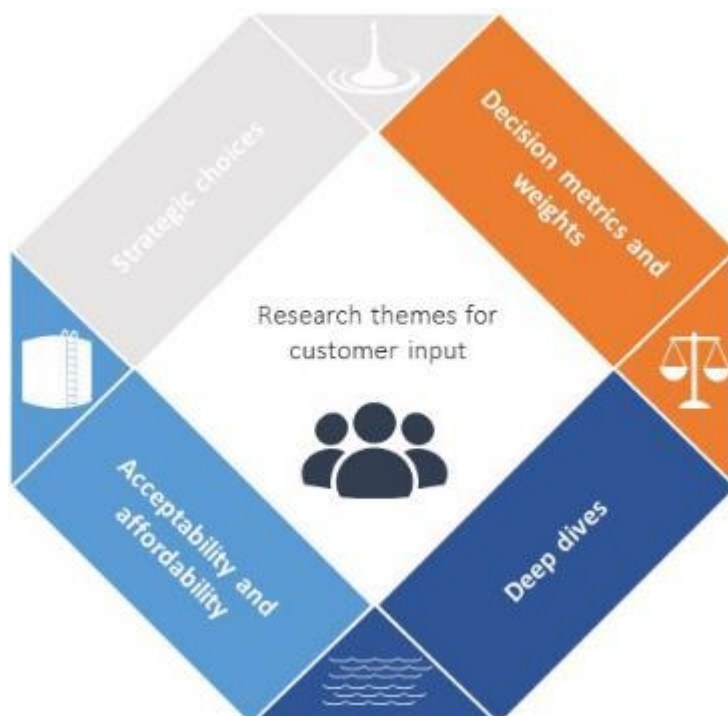 Strategic choices
Decision metrics and
weights
Research themes for
customer input
Acceptability and
affordability
Deep dives